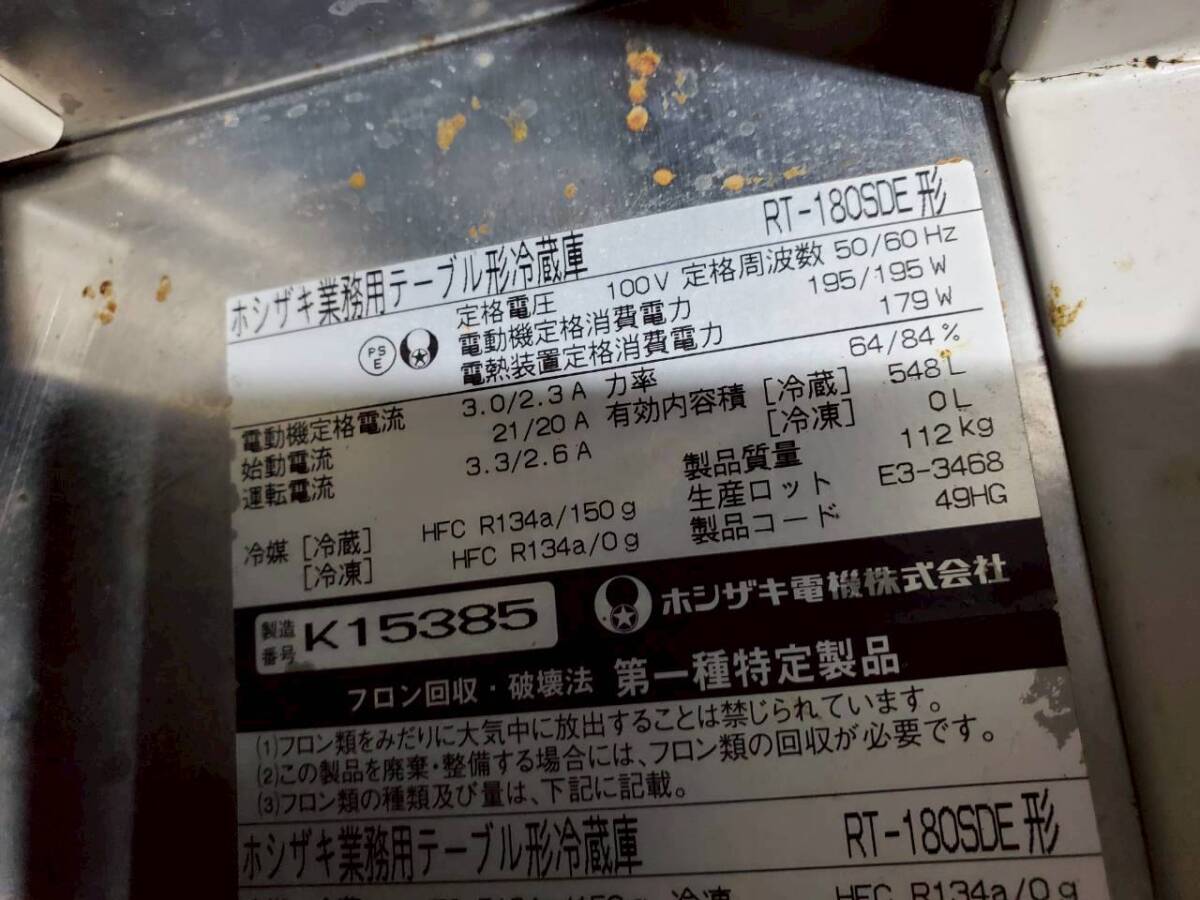 ホシザキ業務用テーブル形冷蔵庫 RT-180SDE形
PS E
定格電圧 100V 定格周波数 50/60Hz
電動機定格消費電力 195/195W
電熱装置定格消費電力 179W
電動機定格電流 3.0/2.3A 力率 64/84%
始動電流 21/20A 有効内容積 [冷蔵] 548L
運転電流 3.3/2.6A [冷凍] 0L
製品質量 112kg
冷媒 [冷蔵] HFC R134a/150g 生産ロット E3-3468
[冷凍] HFC R134a/0g 製品コード 49HG
製造番号 K15385 ホシザキ電機株式会社
フロン回収・破壊法 第一種特定製品
(1)フロン類をみだりに大気中に放出することは禁じられています。
(2)この製品を廃棄・整備する場合には、フロン類の回収が必要です。
(3)フロン類の種類及び量は、下記に記載。
ホシザキ業務用テーブル形冷蔵庫 RT-180SDE形
冷凍 HFC R134a/0g